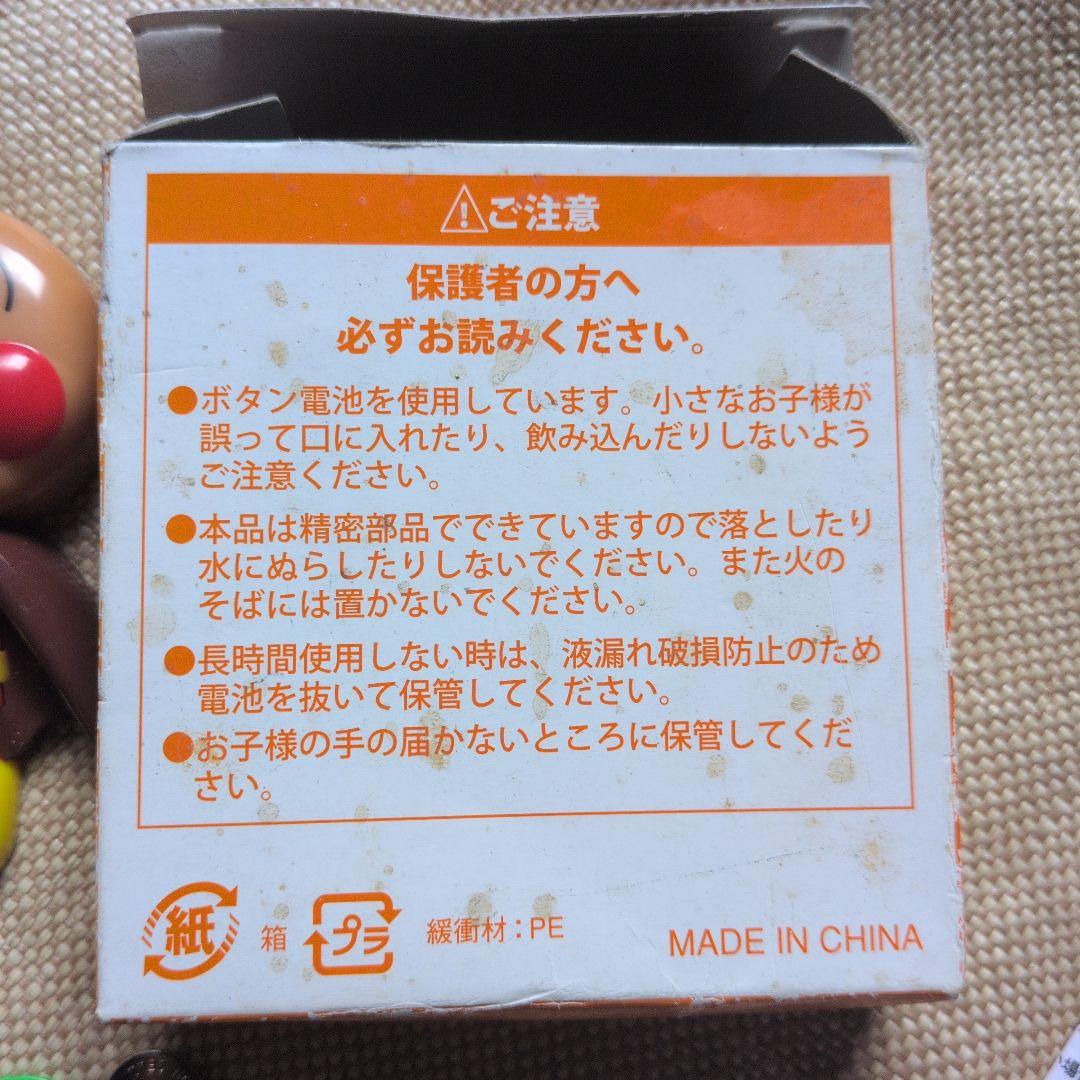 ご注意
保護者の方へ
必ずお読みください。
●ボタン電池を使用しています。小さなお子様が
誤って口に入れたり、飲み込んだりしないよう
ご注意ください。
●本品は精密部品でできていますので落としたり
水にぬらしたりしないでください。また火の
そばには置かないでください。
●長時間使用しない時は、液漏れ破損防止のため
電池を抜いて保管してください。
●お子様の手の届かないところに保管してくだ
さい。
紙 箱 プラ 緩衝材：PE MADE IN CHINA